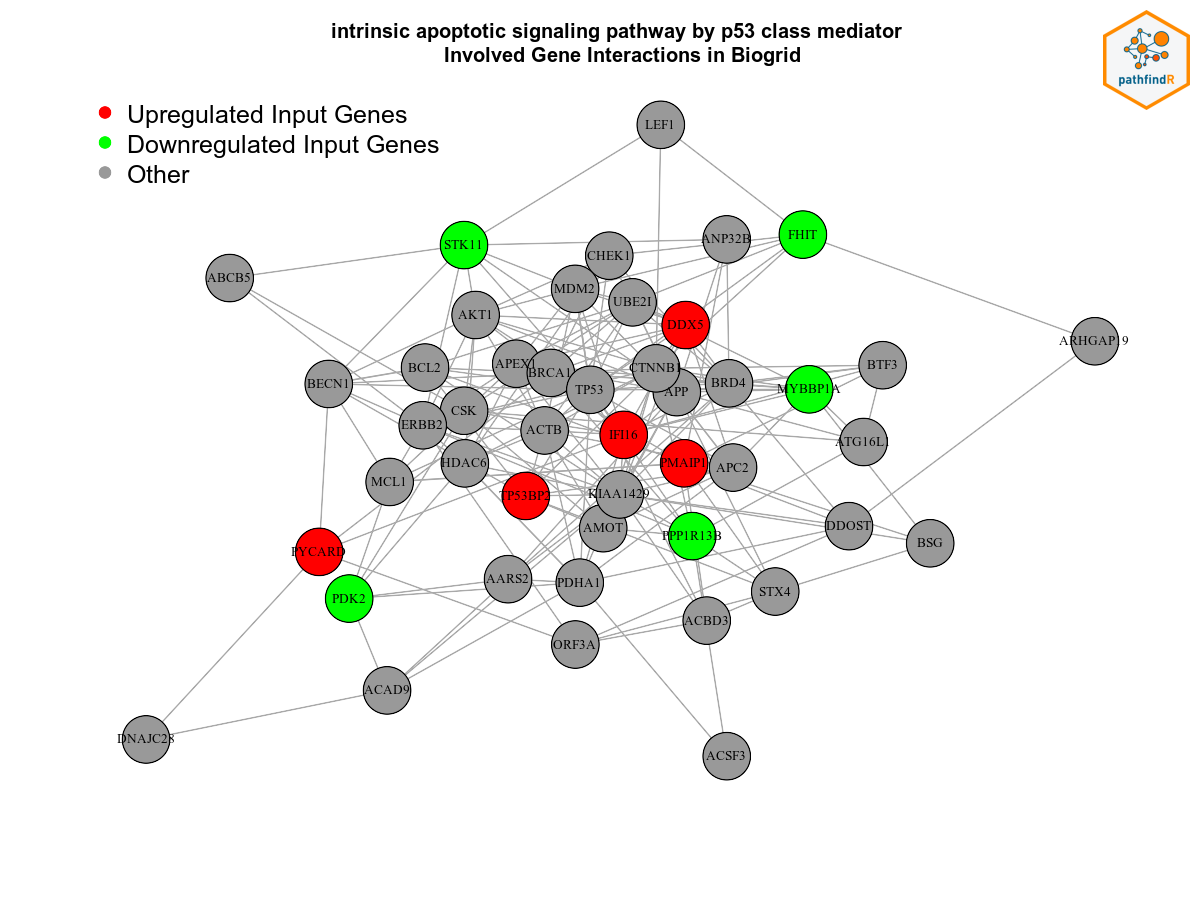 intrinsic apoptotic signaling pathway by p53 class mediator
Involved Gene Interactions in Biogrid
pathfindR
Upregulated Input Genes
Downregulated Input Genes
Other
LEF1
FHIT
ANP32B
STK11
CHEK1
ABCB5
MDM2
UBE2I
AKT1
DDX5
ARHGAP19
APEX1
BCL2
BTF3
CTNNB1
BRCA1
BECN1
BRD4
TP53
APP
MYBBP1A
CSK
ERBB2
ACTB
IFI16
ATG16L1
HDAC6
PMAIP1
APC2
MCL1
KIAA1429
AMOT
PPP1R13B
DDOST
BSG
PYCARD
AARS2
PDHA1
STX4
PDK2
ACBD3
ORF3A
ACAD9
DNAJC28
ACSF3